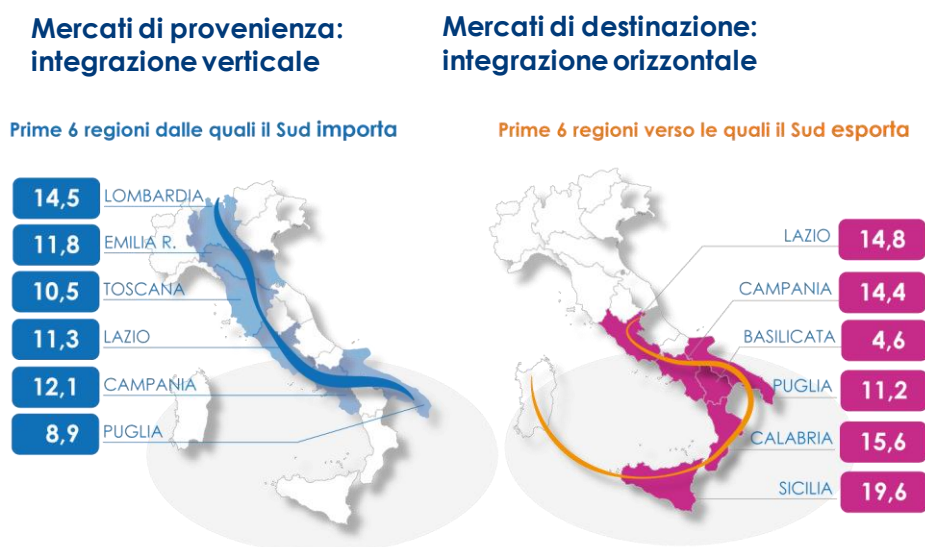 Mercati di provenienza:
integrazione verticale
Mercati di destinazione:
integrazione orizzontale
Prime 6 regioni dalle quali il Sud importa
Prime 6 regioni verso le quali il Sud esporta
14,5 LOMBARDIA
11,8 EMILIA R.
10,5 TOSCANA
11,3 LAZIO
12,1 CAMPANIA
8,9 PUGLIA
LAZIO 14,8
CAMPANIA 14,4
BASILICATA 4,6
PUGLIA 11,2
CALABRIA 15,6
SICILIA 19,6